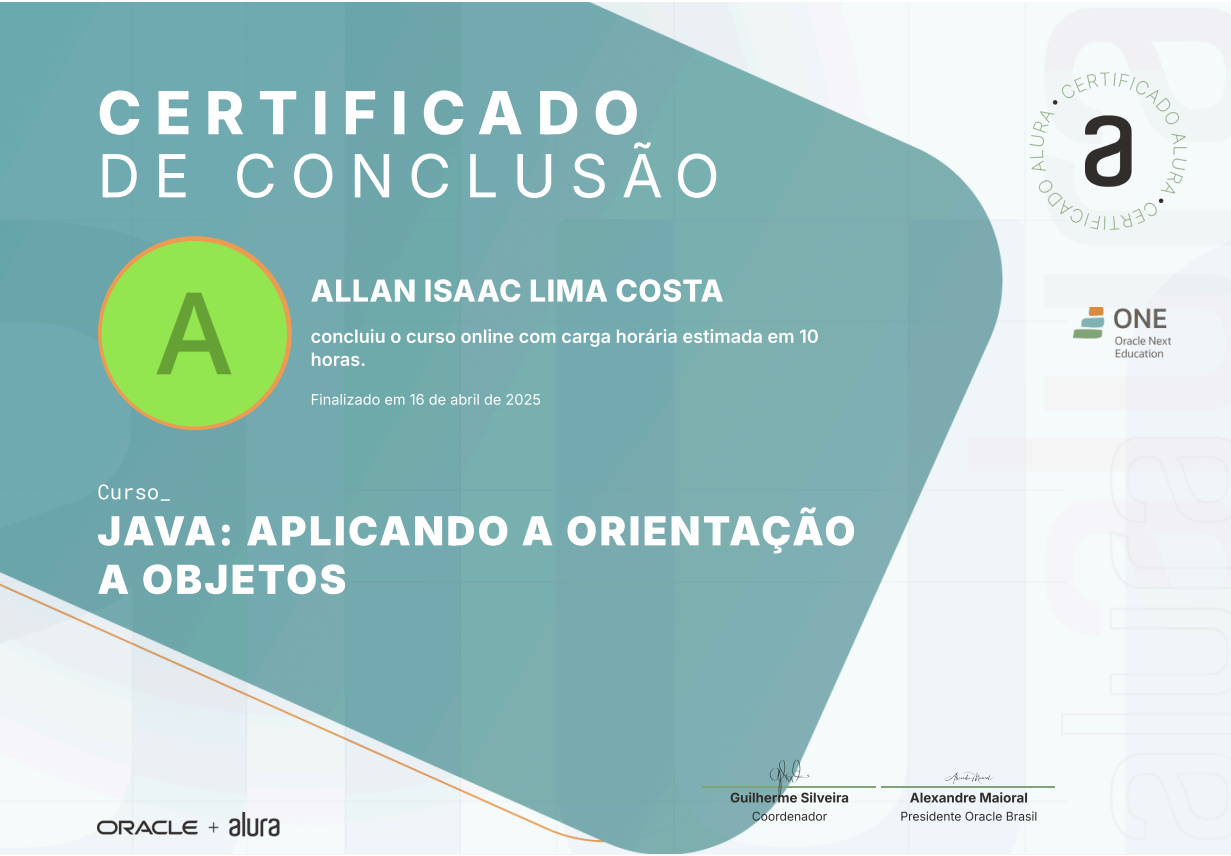 CERTIFICADO
DE CONCLUSÃO
CERTIFICADO ALURA • CERTIFICADO ALURA •
a
A
ALLAN ISAAC LIMA COSTA
concluiu o curso online com carga horária estimada em 10
horas.
Finalizado em 16 de abril de 2025
ONE
Oracle Next
Education
Curso_
JAVA: APLICANDO A ORIENTAÇÃO
A OBJETOS
alura
alura
Guilherme Silveira
Coordenador
Alexandre Maioral
Presidente Oracle Brasil
ORACLE + alura